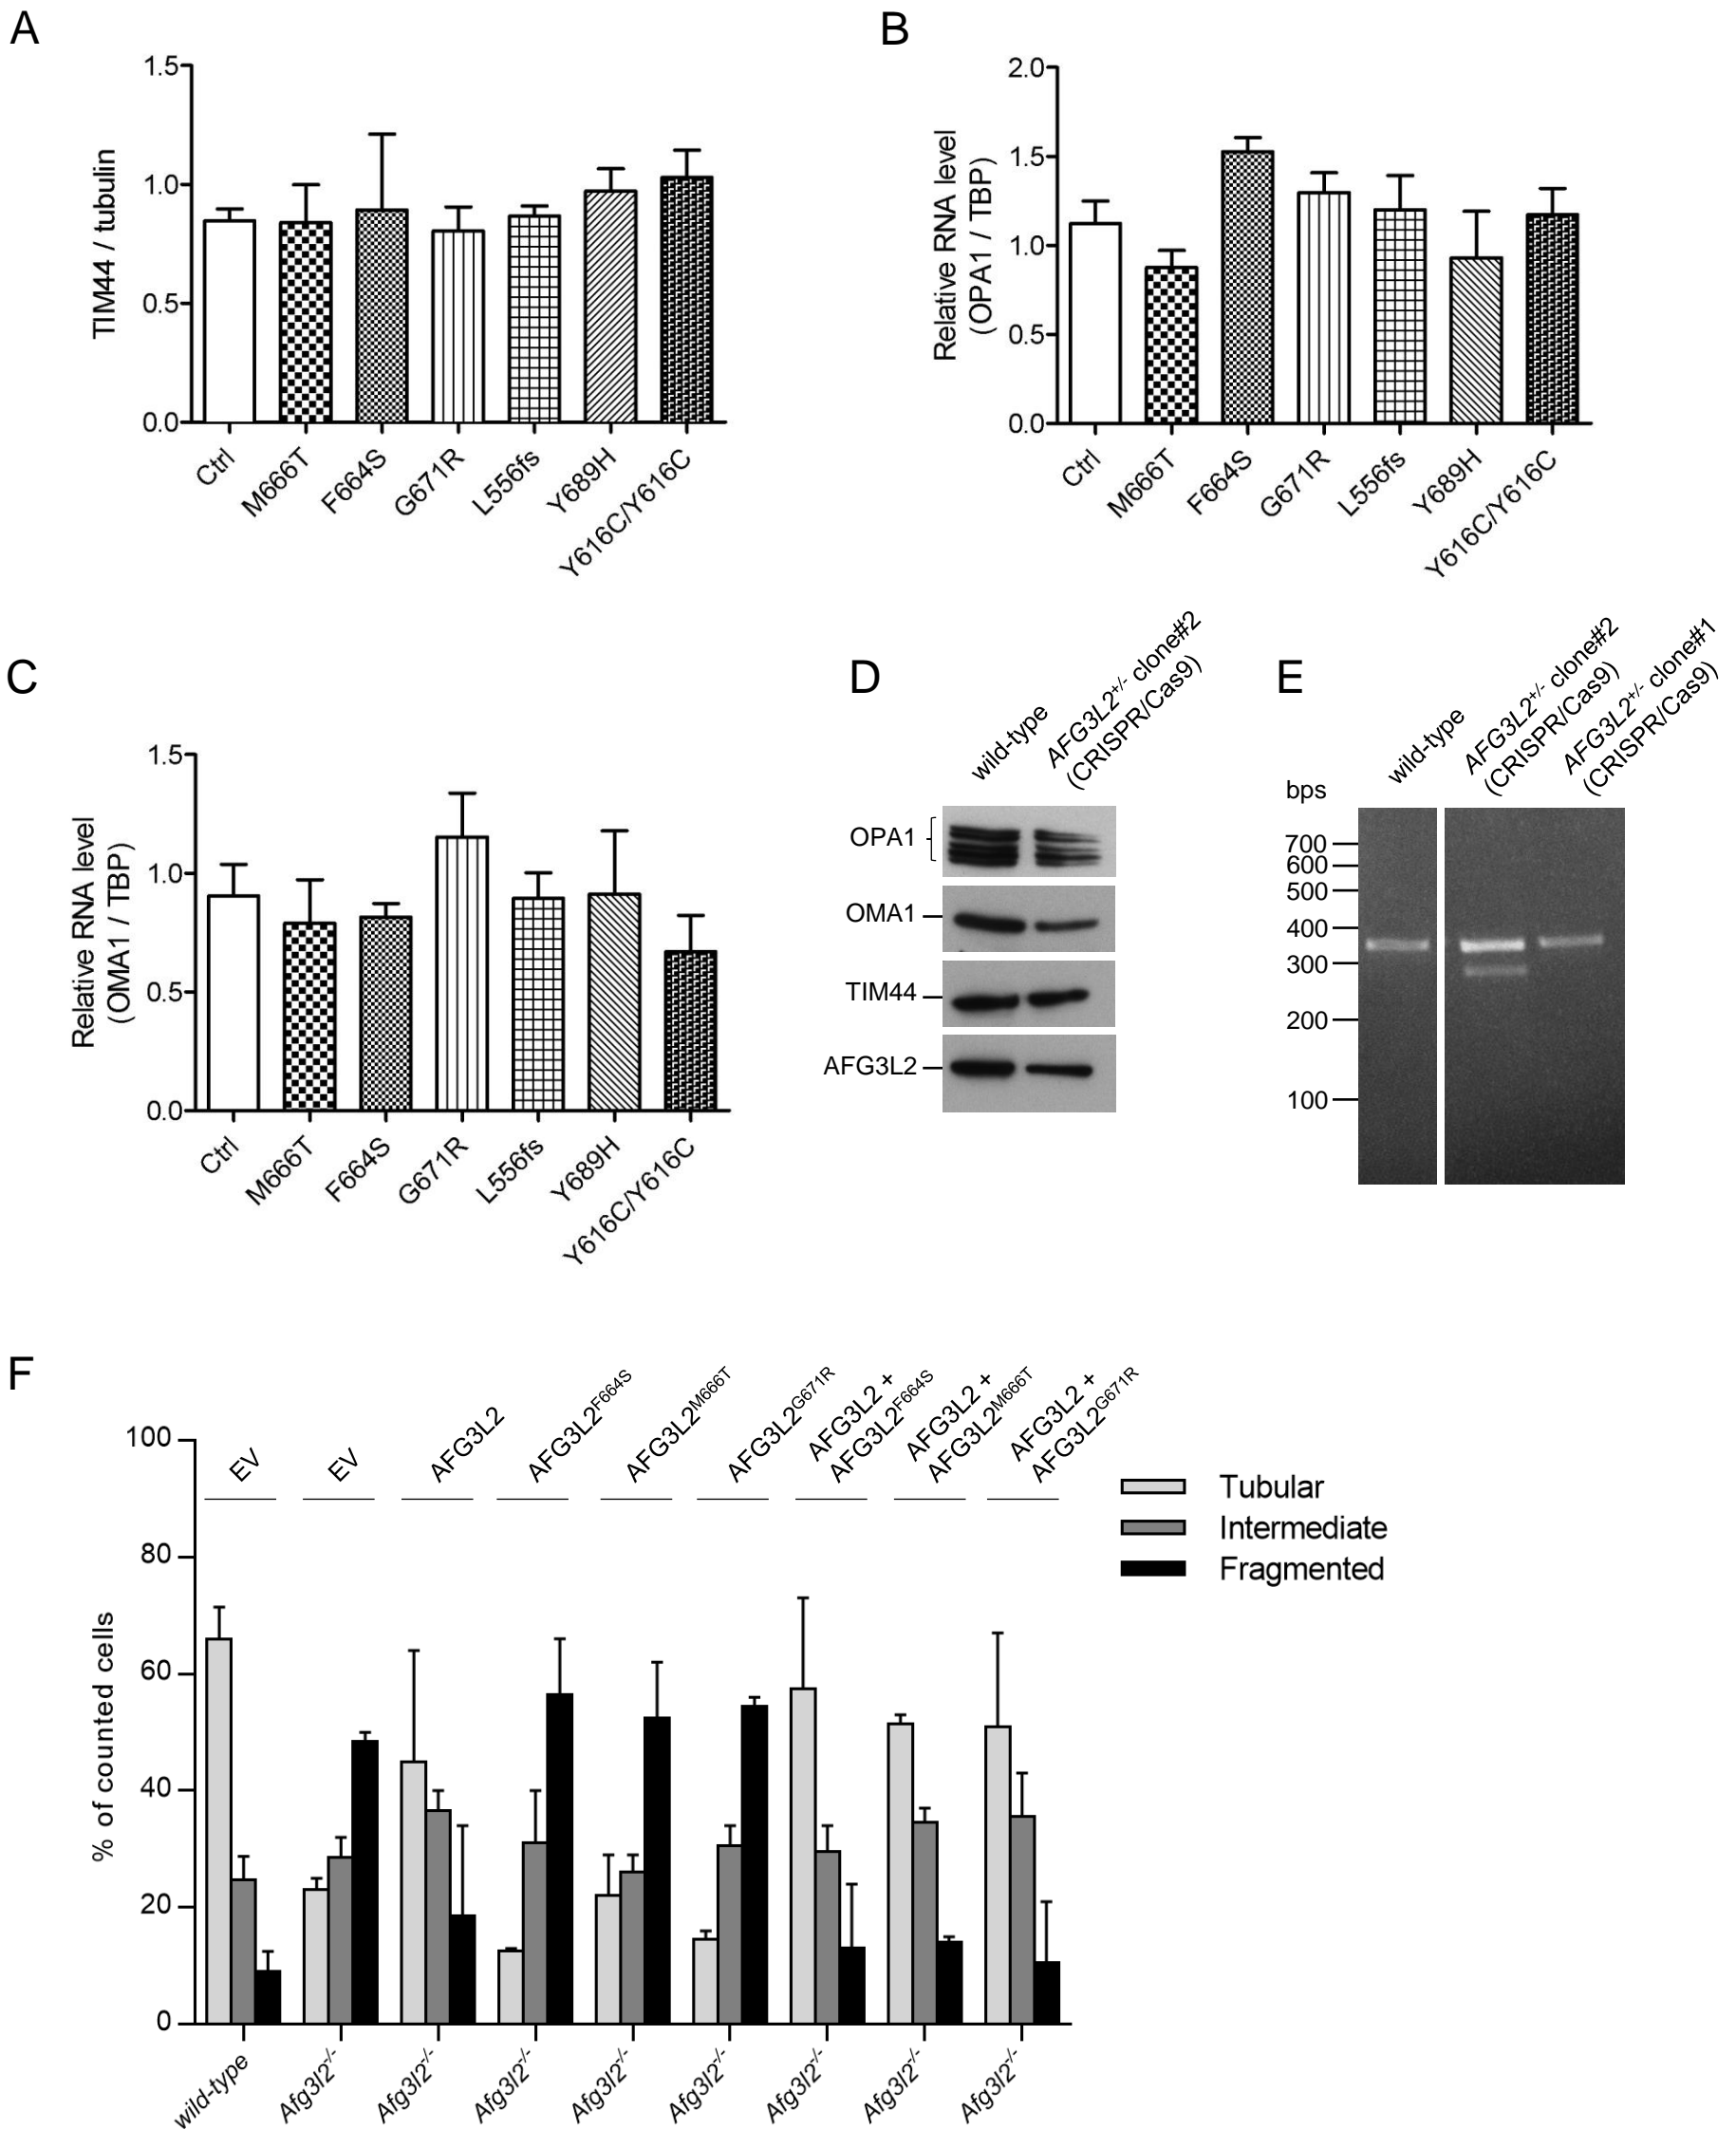 A
1.5
1.0
0.5
0.0
TIM44 / tubulin
Ctrl
M666T
F664S
G671R
L556fs
Y689H
Y616C/Y616C
B
2.0
1.5
1.0
0.5
0.0
Relative RNA level
(OPA1 / TBP)
Ctrl
M666T
F664S
G671R
L556fs
Y689H
Y616C/Y616C
C
1.5
1.0
0.5
0.0
Relative RNA level
(OMA1 / TBP)
Ctrl
M666T
F664S
G671R
L556fs
Y689H
Y616C/Y616C
D
wild-type
AFG3L2+/- clone#2
(CRISPR/Cas9)
OPA1
OMA1
TIM44
AFG3L2
E
wild-type
AFG3L2+/- clone#2
(CRISPR/Cas9)
AFG3L2+/- clone#1
(CRISPR/Cas9)
bps
700
600
500
400
300
200
100
F
100
80
60
40
20
0
% of counted cells
EV
EV
AFG3L2
AFG3L2F664S
AFG3L2M666T
AFG3L2G671R
AFG3L2 +
AFG3L2F664S
AFG3L2 +
AFG3L2M666T
AFG3L2 +
AFG3L2G671R
Tubular
Intermediate
Fragmented
wild-type
Afg3l2-/-
Afg3l2-/-
Afg3l2-/-
Afg3l2-/-
Afg3l2-/-
Afg3l2-/-
Afg3l2-/-
Afg3l2-/-